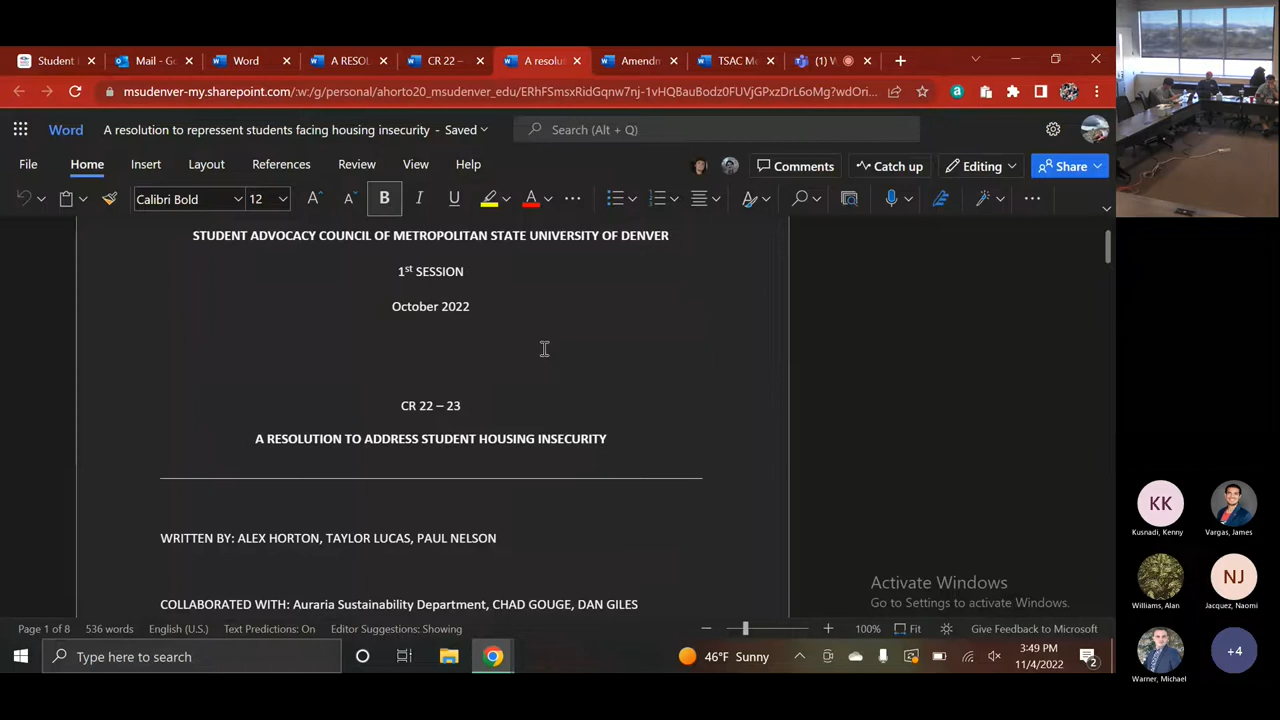 Student
Mail - Go
Word
A RESOL
CR 22 –
A resolut
Amendm
TSAC Me
(1) W
msudenver-my.sharepoint.com/:w:/g/personal/ahorto20_msudenver_edu/ERhFSmsxRidGqnw7nj-1vHQBauBodz0FUVjGPxzDrL6oMg?wdOri...
Word
A resolution to repressent students facing housing insecurity - Saved
Search (Alt + Q)
File
Home
Insert
Layout
References
Review
View
Help
Comments
Catch up
Editing
Share
Calibri Bold
12
STUDENT ADVOCACY COUNCIL OF METROPOLITAN STATE UNIVERSITY OF DENVER
1st SESSION
October 2022
CR 22 – 23
A RESOLUTION TO ADDRESS STUDENT HOUSING INSECURITY
WRITTEN BY: ALEX HORTON, TAYLOR LUCAS, PAUL NELSON
COLLABORATED WITH: Auraria Sustainability Department, CHAD GOUGE, DAN GILES
Activate Windows
Go to Settings to activate Windows.
Page 1 of 8
536 words
English (U.S.)
Text Predictions: On
Editor Suggestions: Showing
100%
Fit
Give Feedback to Microsoft
Type here to search
46°F Sunny
3:49 PM
11/4/2022
2
KK
Kusnadi, Kenny
Vargas, James
Williams, Alan
NJ
Jacquez, Naomi
Warner, Michael
+4